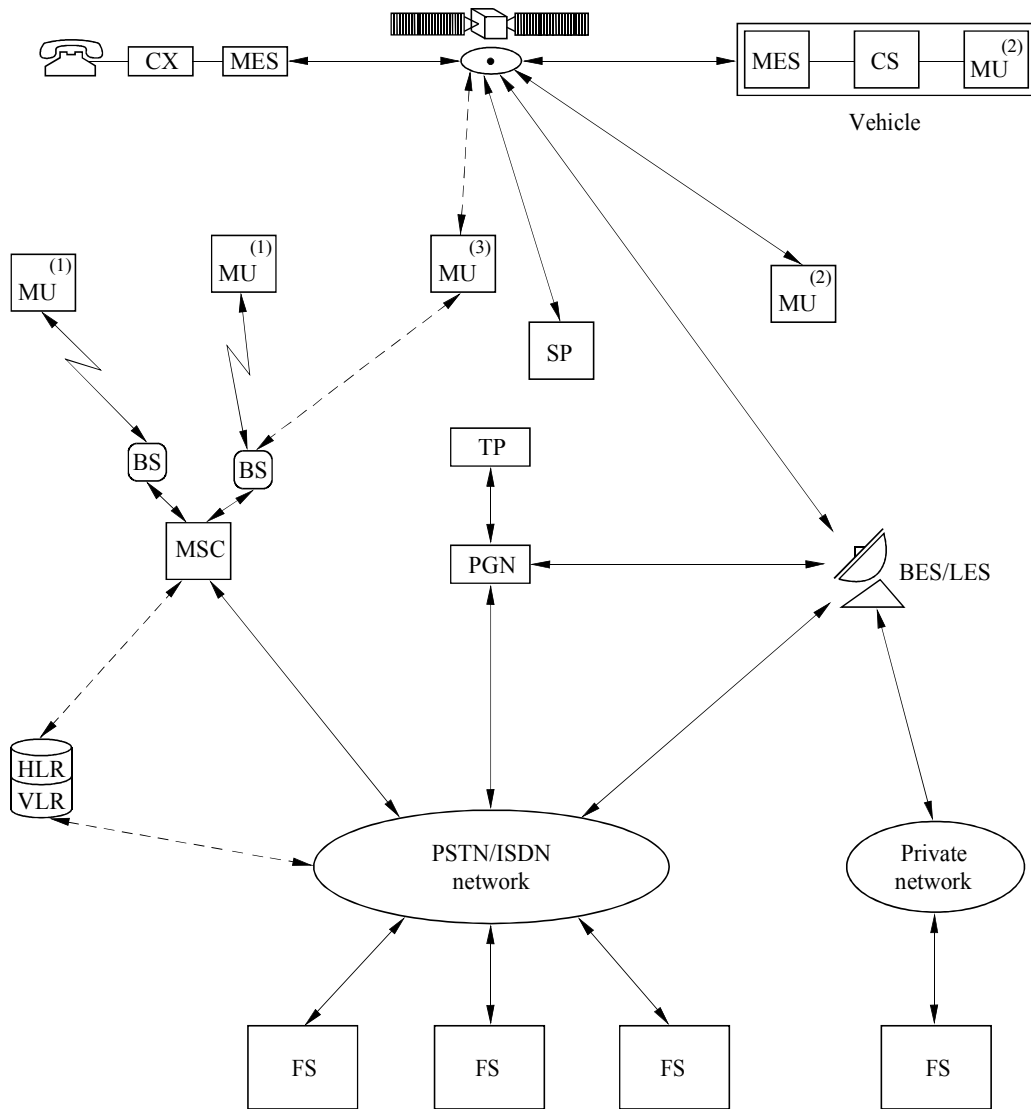 CX
MES
MES
CS
(2)
MU
Vehicle
(1)
MU
(1)
MU
(3)
MU
(2)
MU
SP
BS
BS
TP
MSC
PGN
BES/LES
HLR
VLR
PSTN/ISDN
network
Private
network
FS
FS
FS
FS